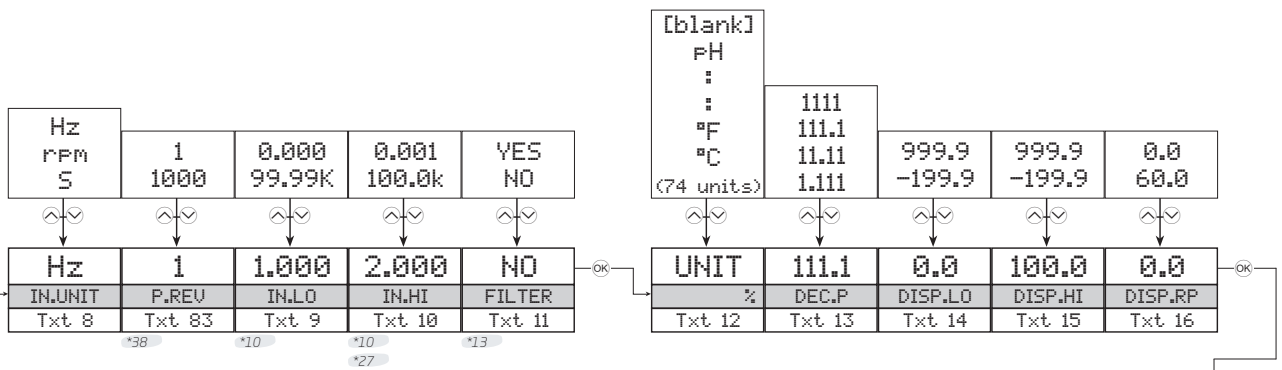 Hz
rpm
S
1
1000
0.000
99.99K
0.001
100.0k
YES
NO
Hz 1 1.000 2.000 NO
IN.UNIT P.REV IN.LO IN.HI FILTER
Txt 8 Txt 83 Txt 9 Txt 10 Txt 11
*38 *10 *10 *13
*27
OK
[blank]
pH
:
:
°F
°C
(74 units)
1111
111.1
11.11
1.111
999.9
-199.9
999.9
-199.9
0.0
60.0
UNIT 111.1 0.0 100.0 0.0
% DEC.P DISP.LO DISP.HI DISP.RP
Txt 12 Txt 13 Txt 14 Txt 15 Txt 16
OK